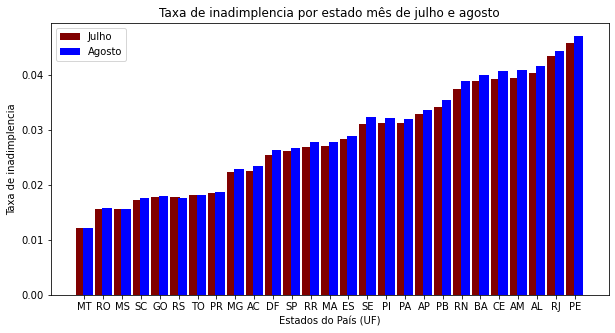 Taxa de inadimplencia por estado mês de julho e agosto
Julho
Agosto
Taxa de inadimplencia
0.04
0.03
0.02
0.01
0.00
MT RO MS SC GO RS TO PR MG AC DF SP RR MA ES SE PI PA AP PB RN BA CE AM AL RJ PE
Estados do País (UF)